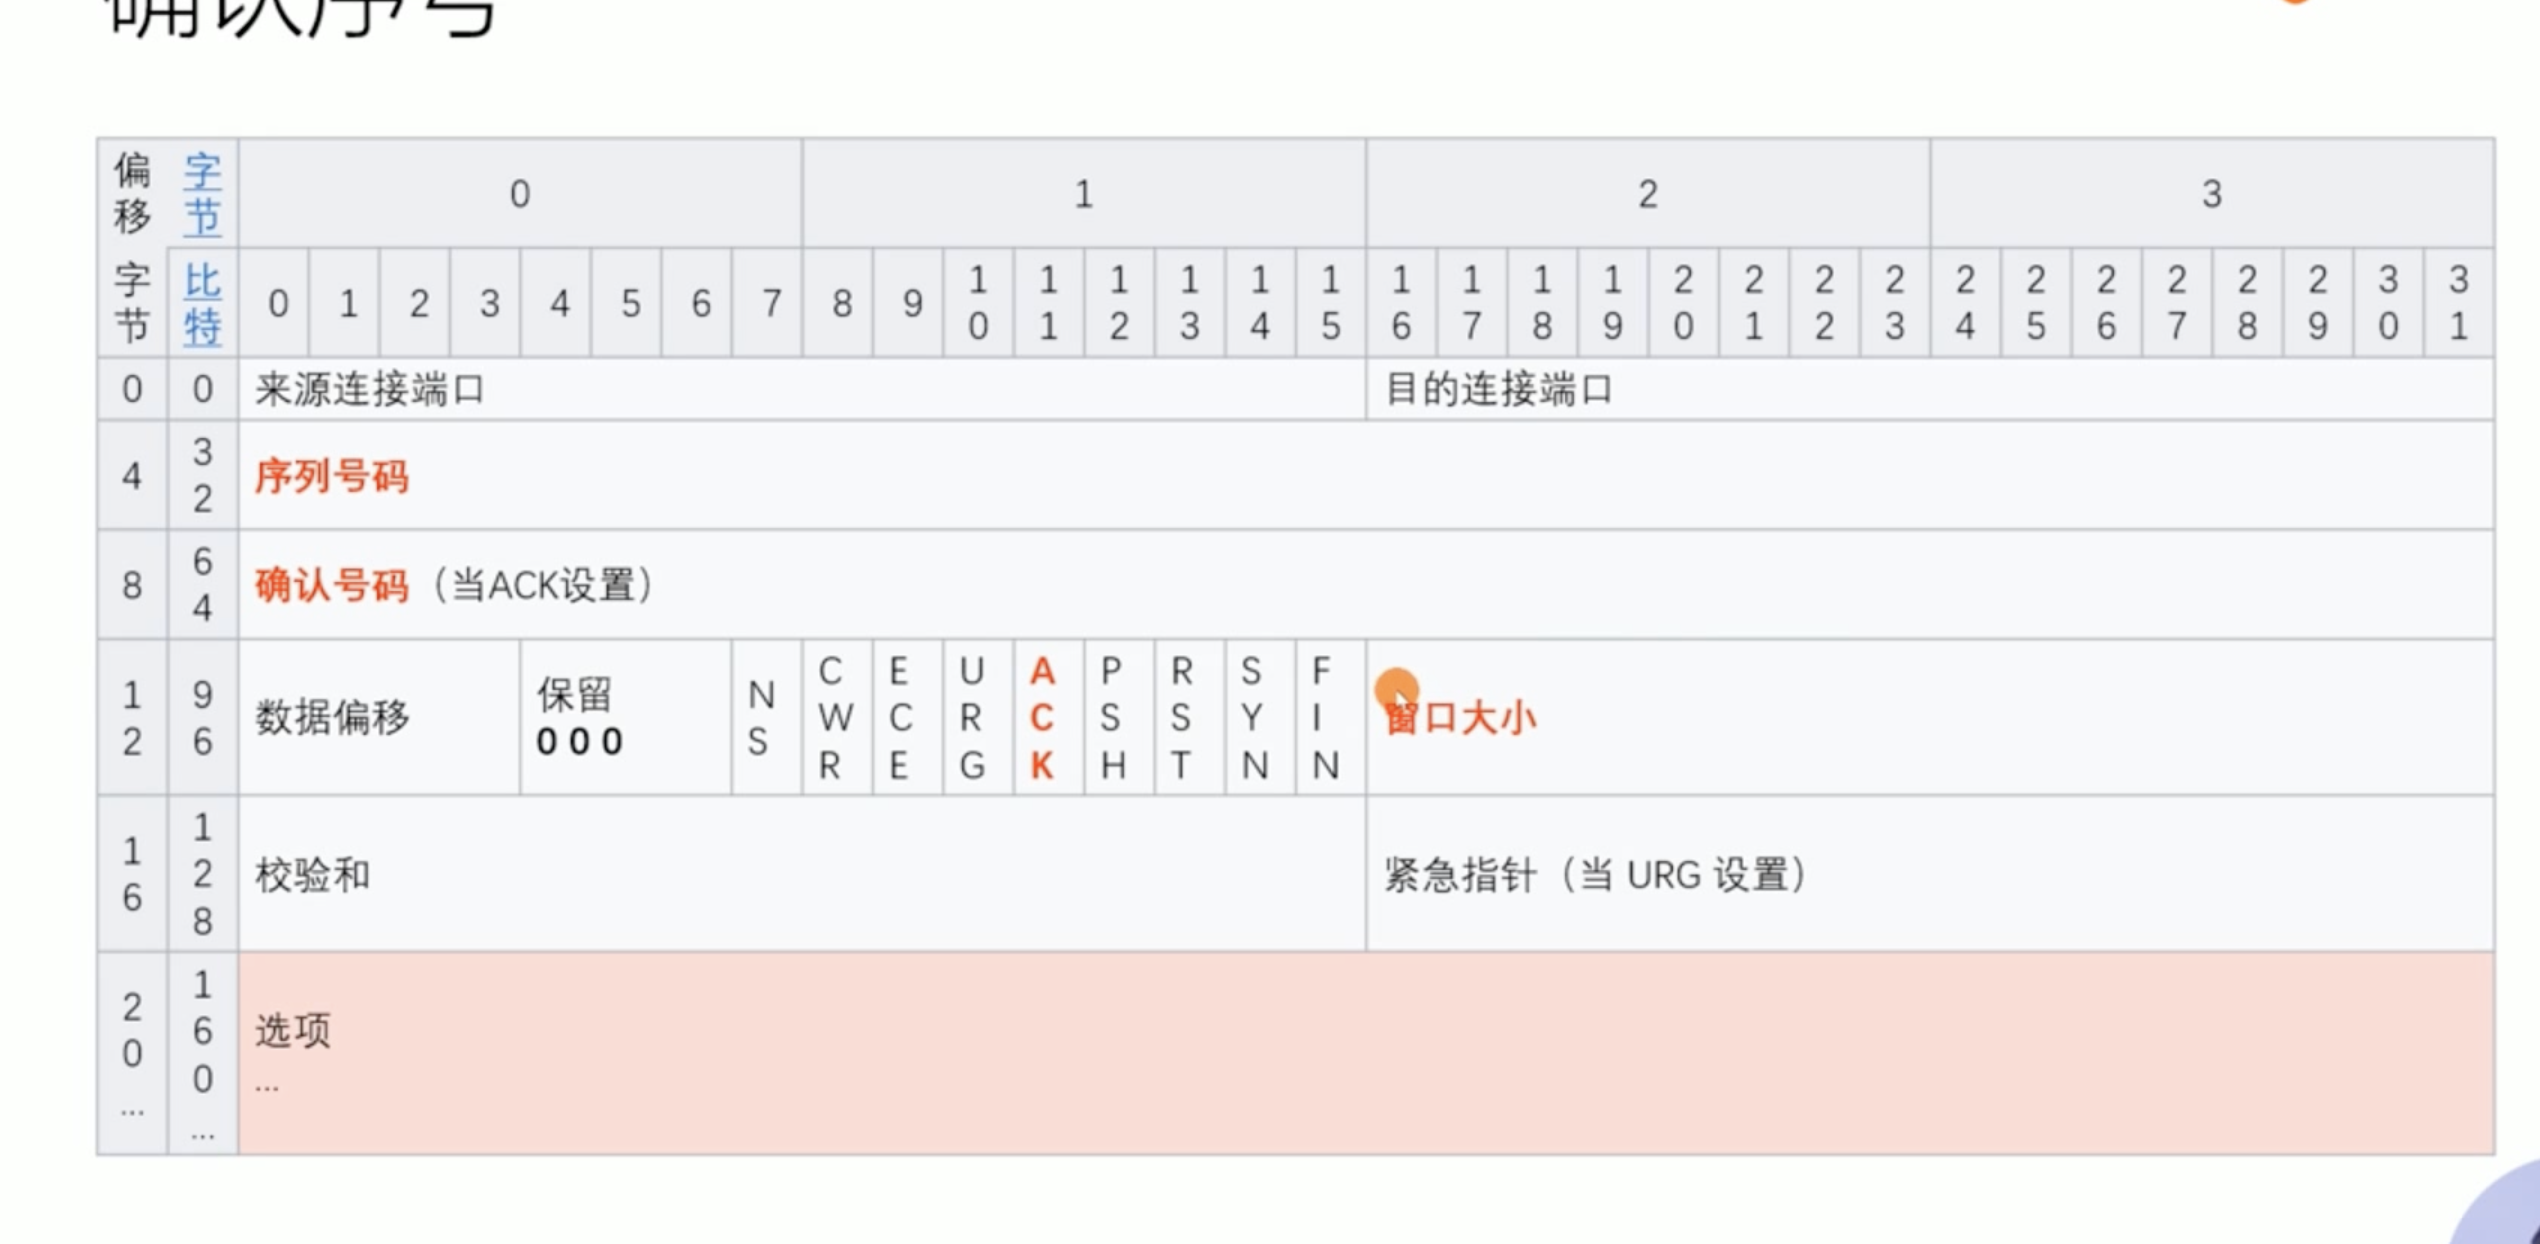 确认序号
偏移 字节 0 1 2 3
字节 比特 0 1 2 3 4 5 6 7 8 9 10 11 12 13 14 15 16 17 18 19 20 21 22 23 24 25 26 27 28 29 30 31
0 0 来源连接端口 目的连接端口
4 32 序列号码
8 64 确认号码（当ACK设置）
12 96 数据偏移 保留 000 NS CWR ECE URG ACK PSH RST SYN FIN 窗口大小
16 128 校验和 紧急指针（当 URG 设置）
20... 160... 选项
...